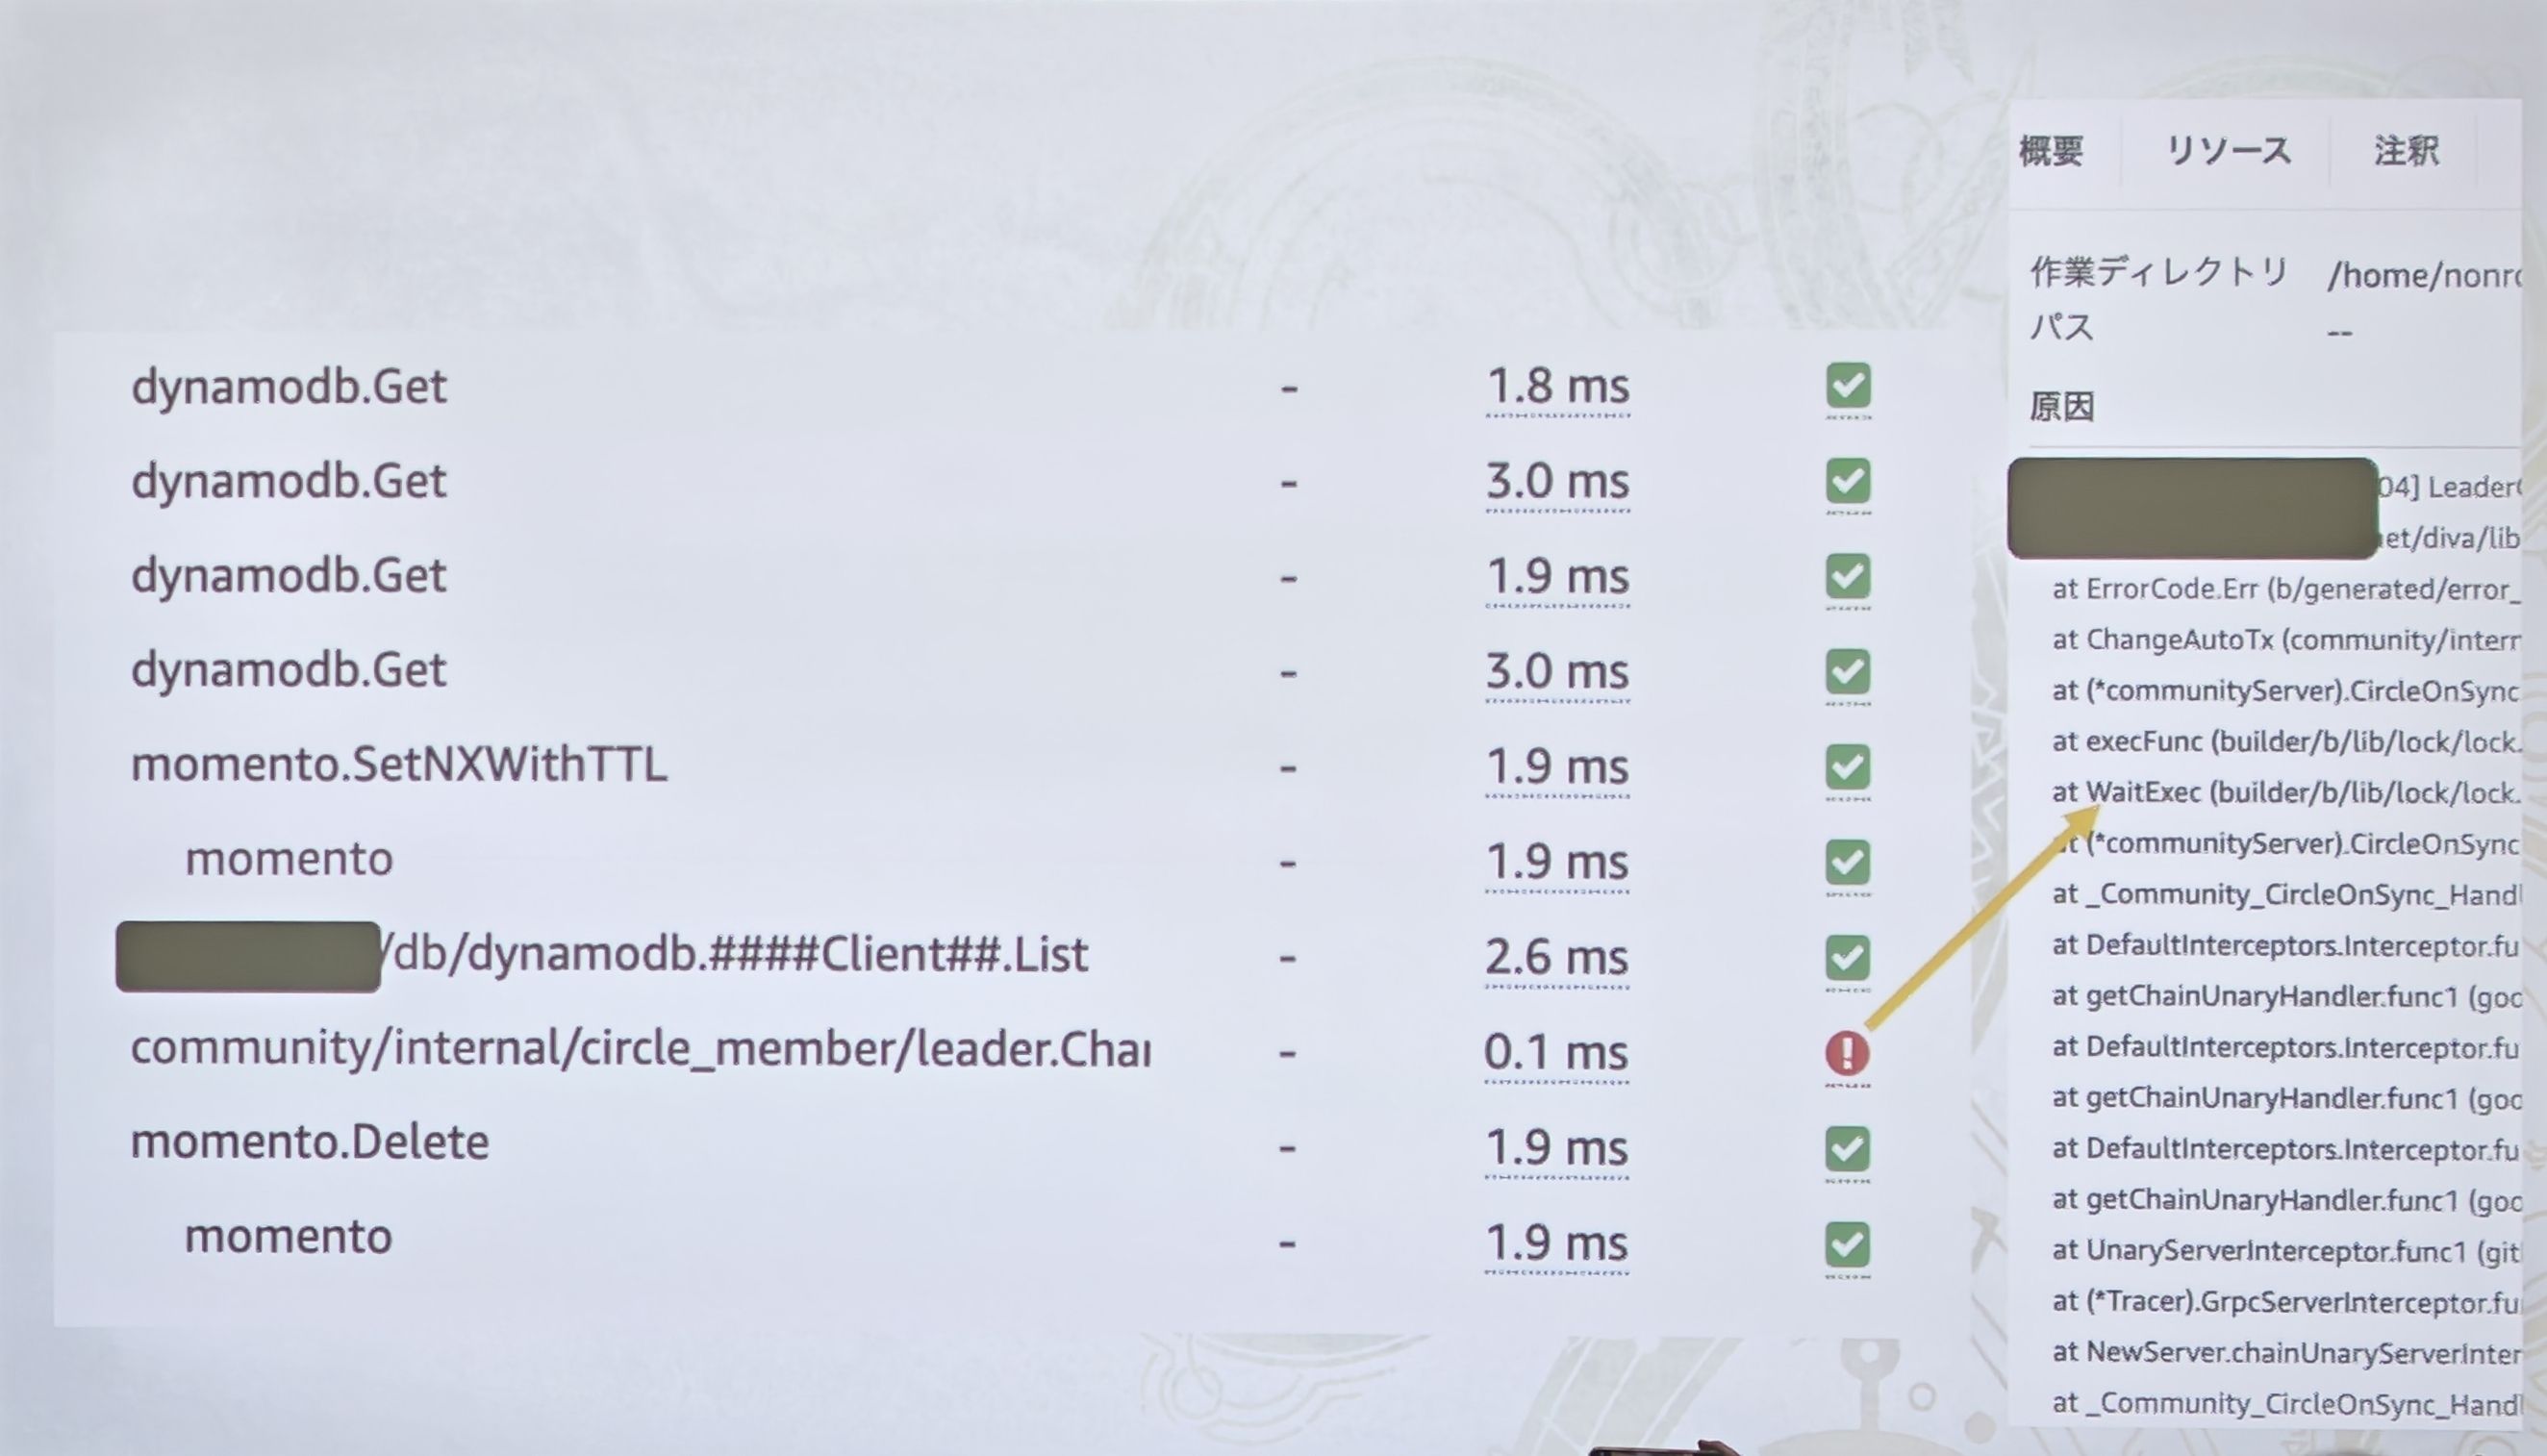 dynamodb.Get - 1.8 ms
dynamodb.Get - 3.0 ms
dynamodb.Get - 1.9 ms
dynamodb.Get - 3.0 ms
momento.SetNXWithTTL - 1.9 ms
momento - 1.9 ms
/db/dynamodb.####Client##.List - 2.6 ms
community/internal/circle_member/leader.Chai - 0.1 ms
momento.Delete - 1.9 ms
momento - 1.9 ms
概要 リソース 注釈
作業ディレクトリ /home/nonr
パス --
原因
04] Leader
et/diva/lib
at ErrorCode.Err (b/generated/error_
at ChangeAutoTx (community/interr
at (*communityServer).CircleOnSync
at execFunc (builder/b/lib/lock/lock.
at WaitExec (builder/b/lib/lock/lock.
at (*communityServer).CircleOnSync
at _Community_CircleOnSync_Handl
at DefaultInterceptors.Interceptor.fu
at getChainUnaryHandler.func1 (goo
at DefaultInterceptors.Interceptor.fu
at getChainUnaryHandler.func1 (goo
at DefaultInterceptors.Interceptor.fu
at getChainUnaryHandler.func1 (goo
at UnaryServerInterceptor.func1 (git
at (*Tracer).GrpcServerInterceptor.fu
at NewServer.chainUnaryServerInter
at _Community_CircleOnSync_Handl